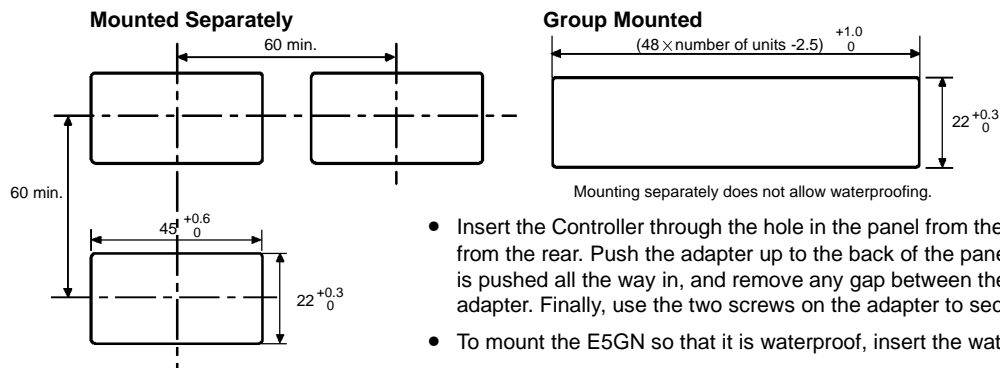 Mounted Separately
60 min.
60 min.
45 +0.6 0
22 +0.3 0
Group Mounted
(48 × number of units -2.5) +1.0 0
22 +0.3 0
Mounting separately does not allow waterproofing.
• Insert the Controller through the hole in the panel from the
from the rear. Push the adapter up to the back of the pane
is pushed all the way in, and remove any gap between the
adapter. Finally, use the two screws on the adapter to sec
• To mount the E5GN so that it is waterproof, insert the wat